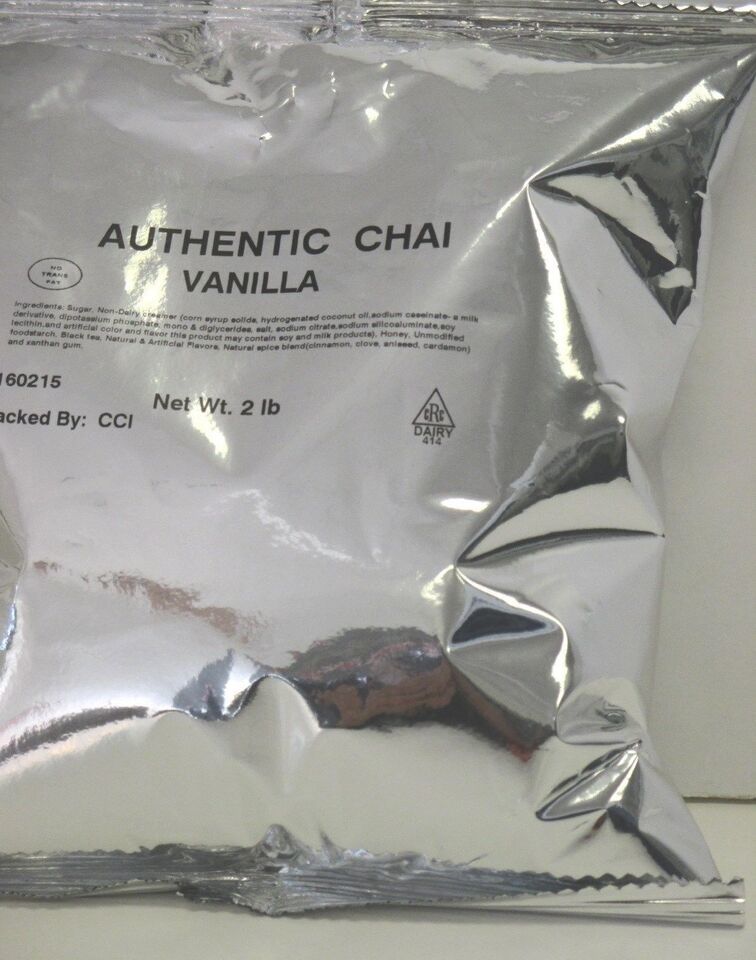 AUTHENTIC CHAI
VANILLA
NO
TRANS
FAT
Ingredients: Sugar, Non-Dairy creamer (corn syrup solids, hydrogenated coconut oil,sodium caseinate- a milk
derivative, dipotassium phosphate, mono & diglycerides, salt, sodium citrate,sodium silicoaluminate,soy
lecithin,and artificial color and flavor this product may contain soy and milk products), Honey, Unmodified
foodstarch. Black tea, Natural & Artificial Flavors, Natural spice blend(cinnamon, clove, aniseed, cardamon)
and xanthan gum.
160215
Net Wt. 2 lb
acked By: CCI
CRC
DAIRY
414